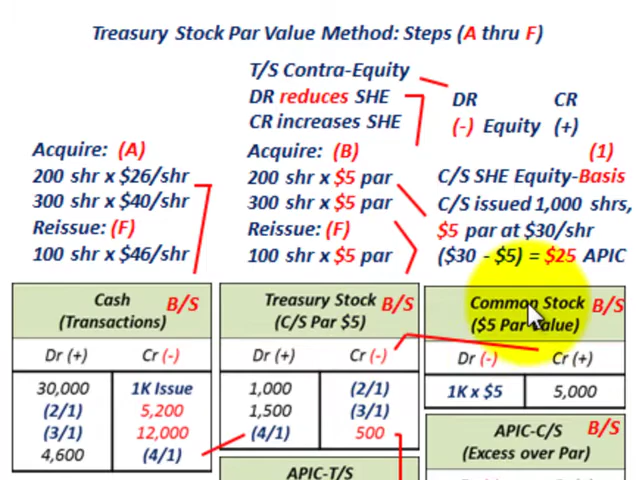 Treasury Stock Par Value Method: Steps (A thru F)
T/S Contra-Equity
DR reduces SHE
CR increases SHE
DR CR
(-) Equity (+)
Acquire: (A)
200 shr x $26/shr
300 shr x $40/shr
Reissue: (F)
100 shr x $46/shr
Acquire: (B)
200 shr x $5 par
300 shr x $5 par
Reissue: (F)
100 shr x $5 par
(1)
C/S SHE Equity-Basis
C/S issued 1,000 shrs,
$5 par at $30/shr
($30 - $5) = $25 APIC
Cash B/S
(Transactions)
Dr (+) Cr (-)
30,000 1K Issue
(2/1) 5,200
(3/1) 12,000
4,600 (4/1)
Treasury Stock B/S
(C/S Par $5)
Dr (+) Cr (-)
1,000 (2/1)
1,500 (3/1)
(4/1) 500
APIC-T/S
Common Stock B/S
($5 Par Value)
Dr (-) Cr (+)
1K x $5 5,000
APIC-C/S B/S
(Excess over Par)